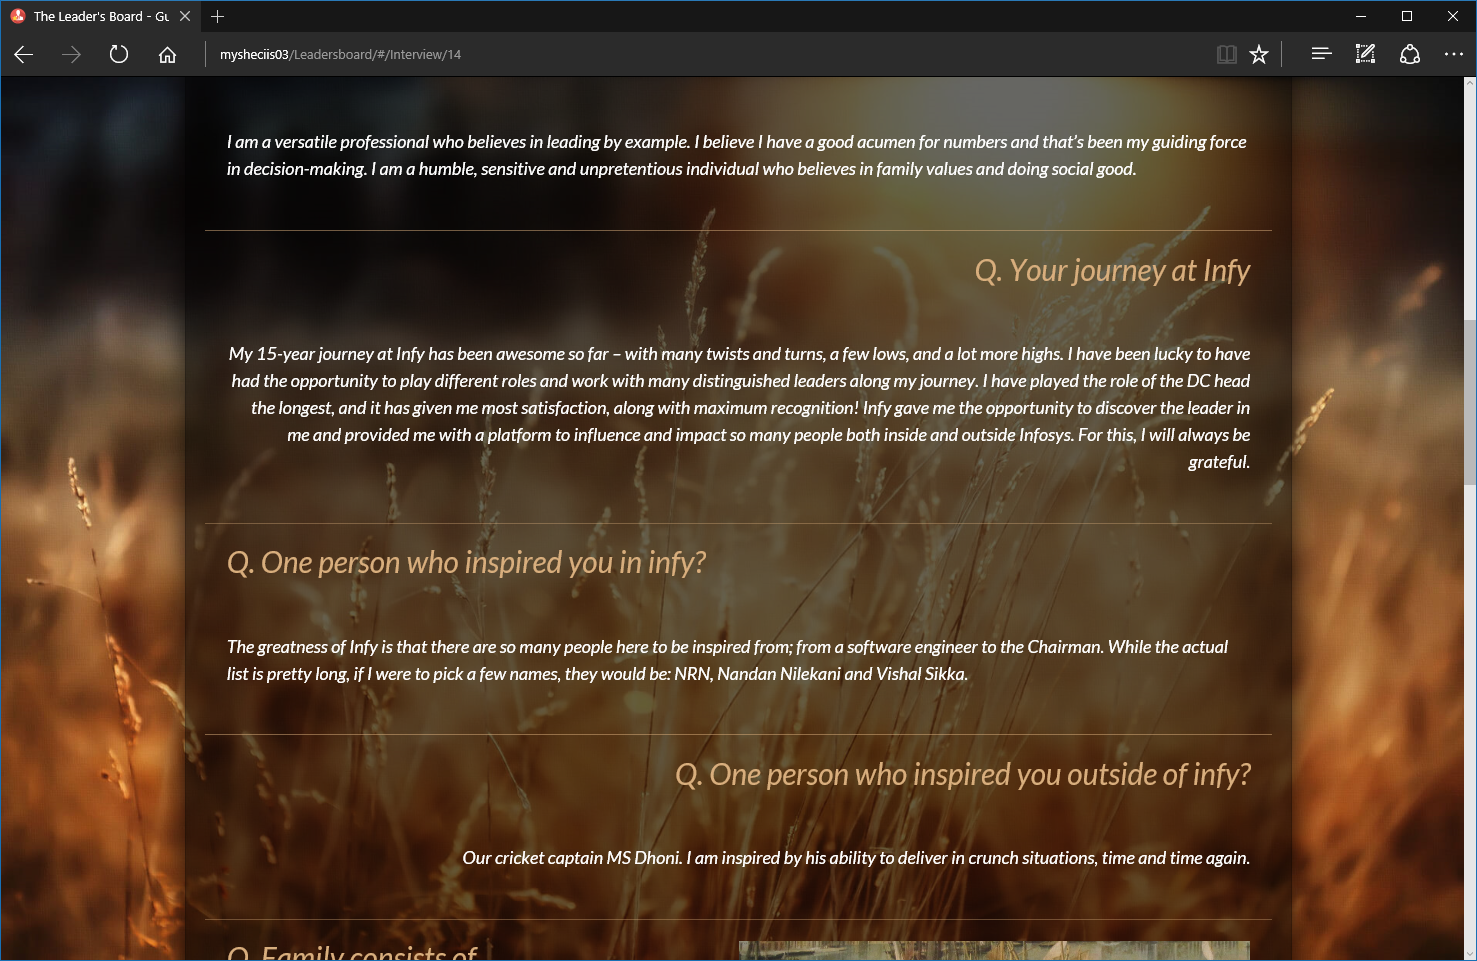 The Leader's Board - Gu
mysheciis03/Leadersboard/#/Interview/14
I am a versatile professional who believes in leading by example. I believe I have a good acumen for numbers and that's been my guiding force
in decision-making. I am a humble, sensitive and unpretentious individual who believes in family values and doing social good.
Q. Your journey at Infy
My 15-year journey at Infy has been awesome so far – with many twists and turns, a few lows, and a lot more highs. I have been lucky to have
had the opportunity to play different roles and work with many distinguished leaders along my journey. I have played the role of the DC head
the longest, and it has given me most satisfaction, along with maximum recognition! Infy gave me the opportunity to discover the leader in
me and provided me with a platform to influence and impact so many people both inside and outside Infosys. For this, I will always be
grateful.
Q. One person who inspired you in infy?
The greatness of Infy is that there are so many people here to be inspired from; from a software engineer to the Chairman. While the actual
list is pretty long, if I were to pick a few names, they would be: NRN, Nandan Nilekani and Vishal Sikka.
Q. One person who inspired you outside of infy?
Our cricket captain MS Dhoni. I am inspired by his ability to deliver in crunch situations, time and time again.
Q. Family consists of